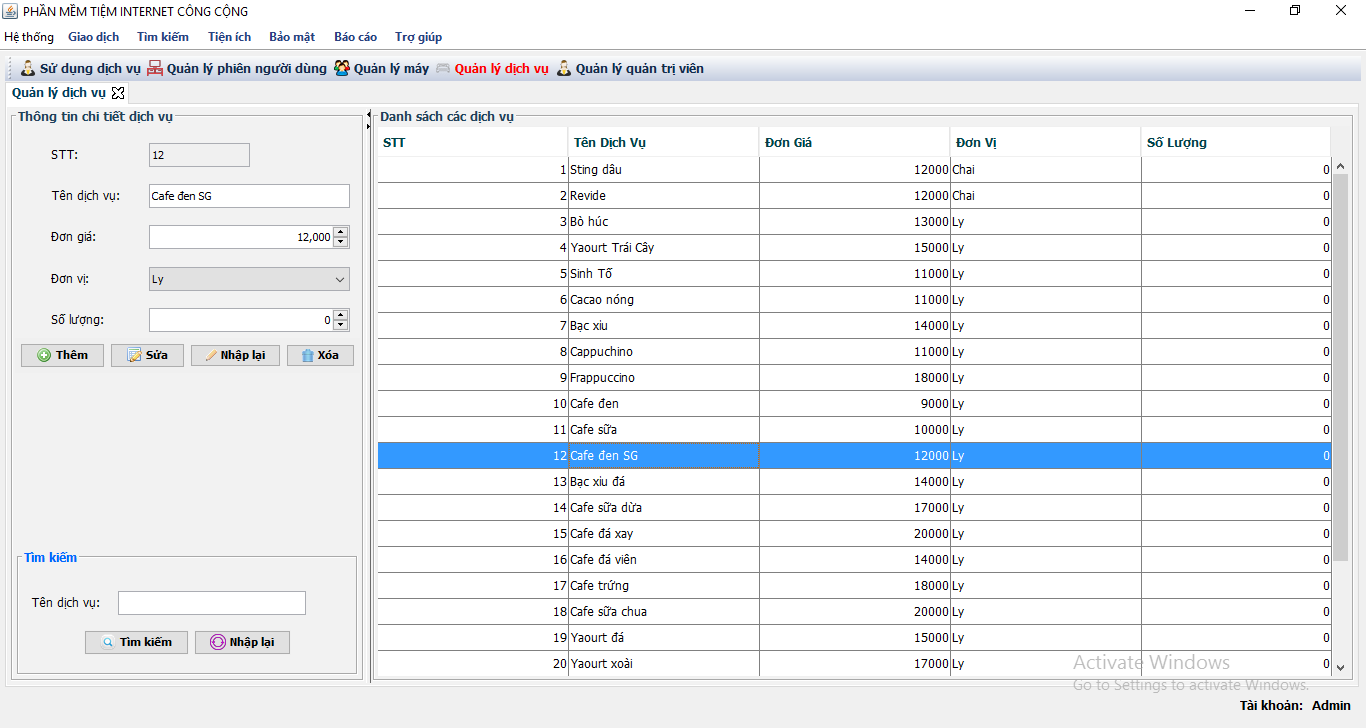 PHẦN MỀM TIỆM INTERNET CÔNG CỘNG
Hệ thống Giao dịch Tìm kiếm Tiện ích Bảo mật Báo cáo Trợ giúp
Sử dụng dịch vụ Quản lý phiên người dùng Quản lý máy Quản lý dịch vụ Quản lý quản trị viên
Quản lý dịch vụ
Thông tin chi tiết dịch vụ
STT: 12
Tên dịch vụ: Cafe đen SG
Đơn giá: 12,000
Đơn vị: Ly
Số lượng: 0
Thêm Sửa Nhập lại Xóa
Tìm kiếm
Tên dịch vụ:
Tìm kiếm Nhập lại
Danh sách các dịch vụ
STT Tên Dịch Vụ Đơn Giá Đơn Vị Số Lượng
1 Sting dâu 12000 Chai 0
2 Revide 12000 Chai 0
3 Bò húc 13000 Ly 0
4 Yaourt Trái Cây 15000 Ly 0
5 Sinh Tố 11000 Ly 0
6 Cacao nóng 11000 Ly 0
7 Bạc xiu 14000 Ly 0
8 Cappuchino 11000 Ly 0
9 Frappuccino 18000 Ly 0
10 Cafe đen 9000 Ly 0
11 Cafe sữa 10000 Ly 0
12 Cafe đen SG 12000 Ly 0
13 Bạc xiu đá 14000 Ly 0
14 Cafe sữa dừa 17000 Ly 0
15 Cafe đá xay 20000 Ly 0
16 Cafe đá viên 14000 Ly 0
17 Cafe trứng 18000 Ly 0
18 Cafe sữa chua 20000 Ly 0
19 Yaourt đá 15000 Ly 0
20 Yaourt xoài 17000 Ly 0
Activate Windows
Go to Settings to activate Windows.
Tài khoản: Admin